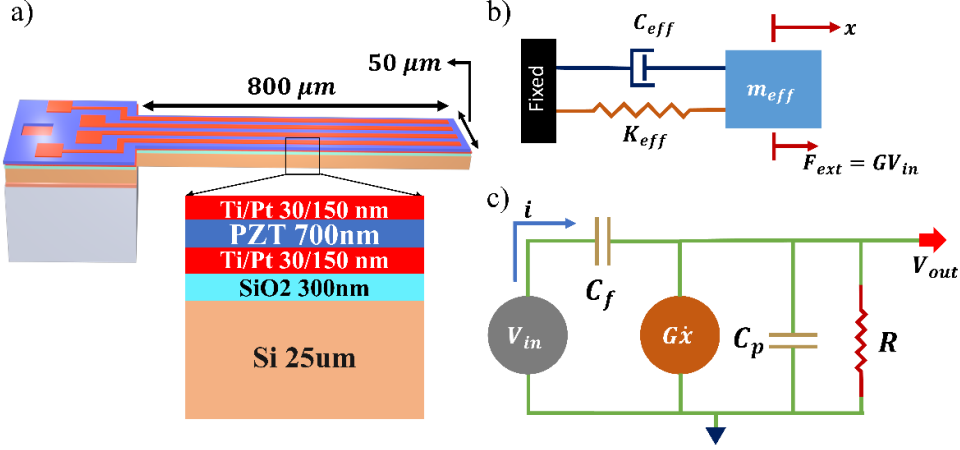 a)
800 μm
50 μm
Ti/Pt 30/150 nm
PZT 700nm
Ti/Pt 30/150 nm
SiO2 300nm
Si 25um
b)
Fixed
C_eff
K_eff
m_eff
x
F_ext = GV_in
c)
i
C_f
V_in
Gẋ
C_p
R
V_out